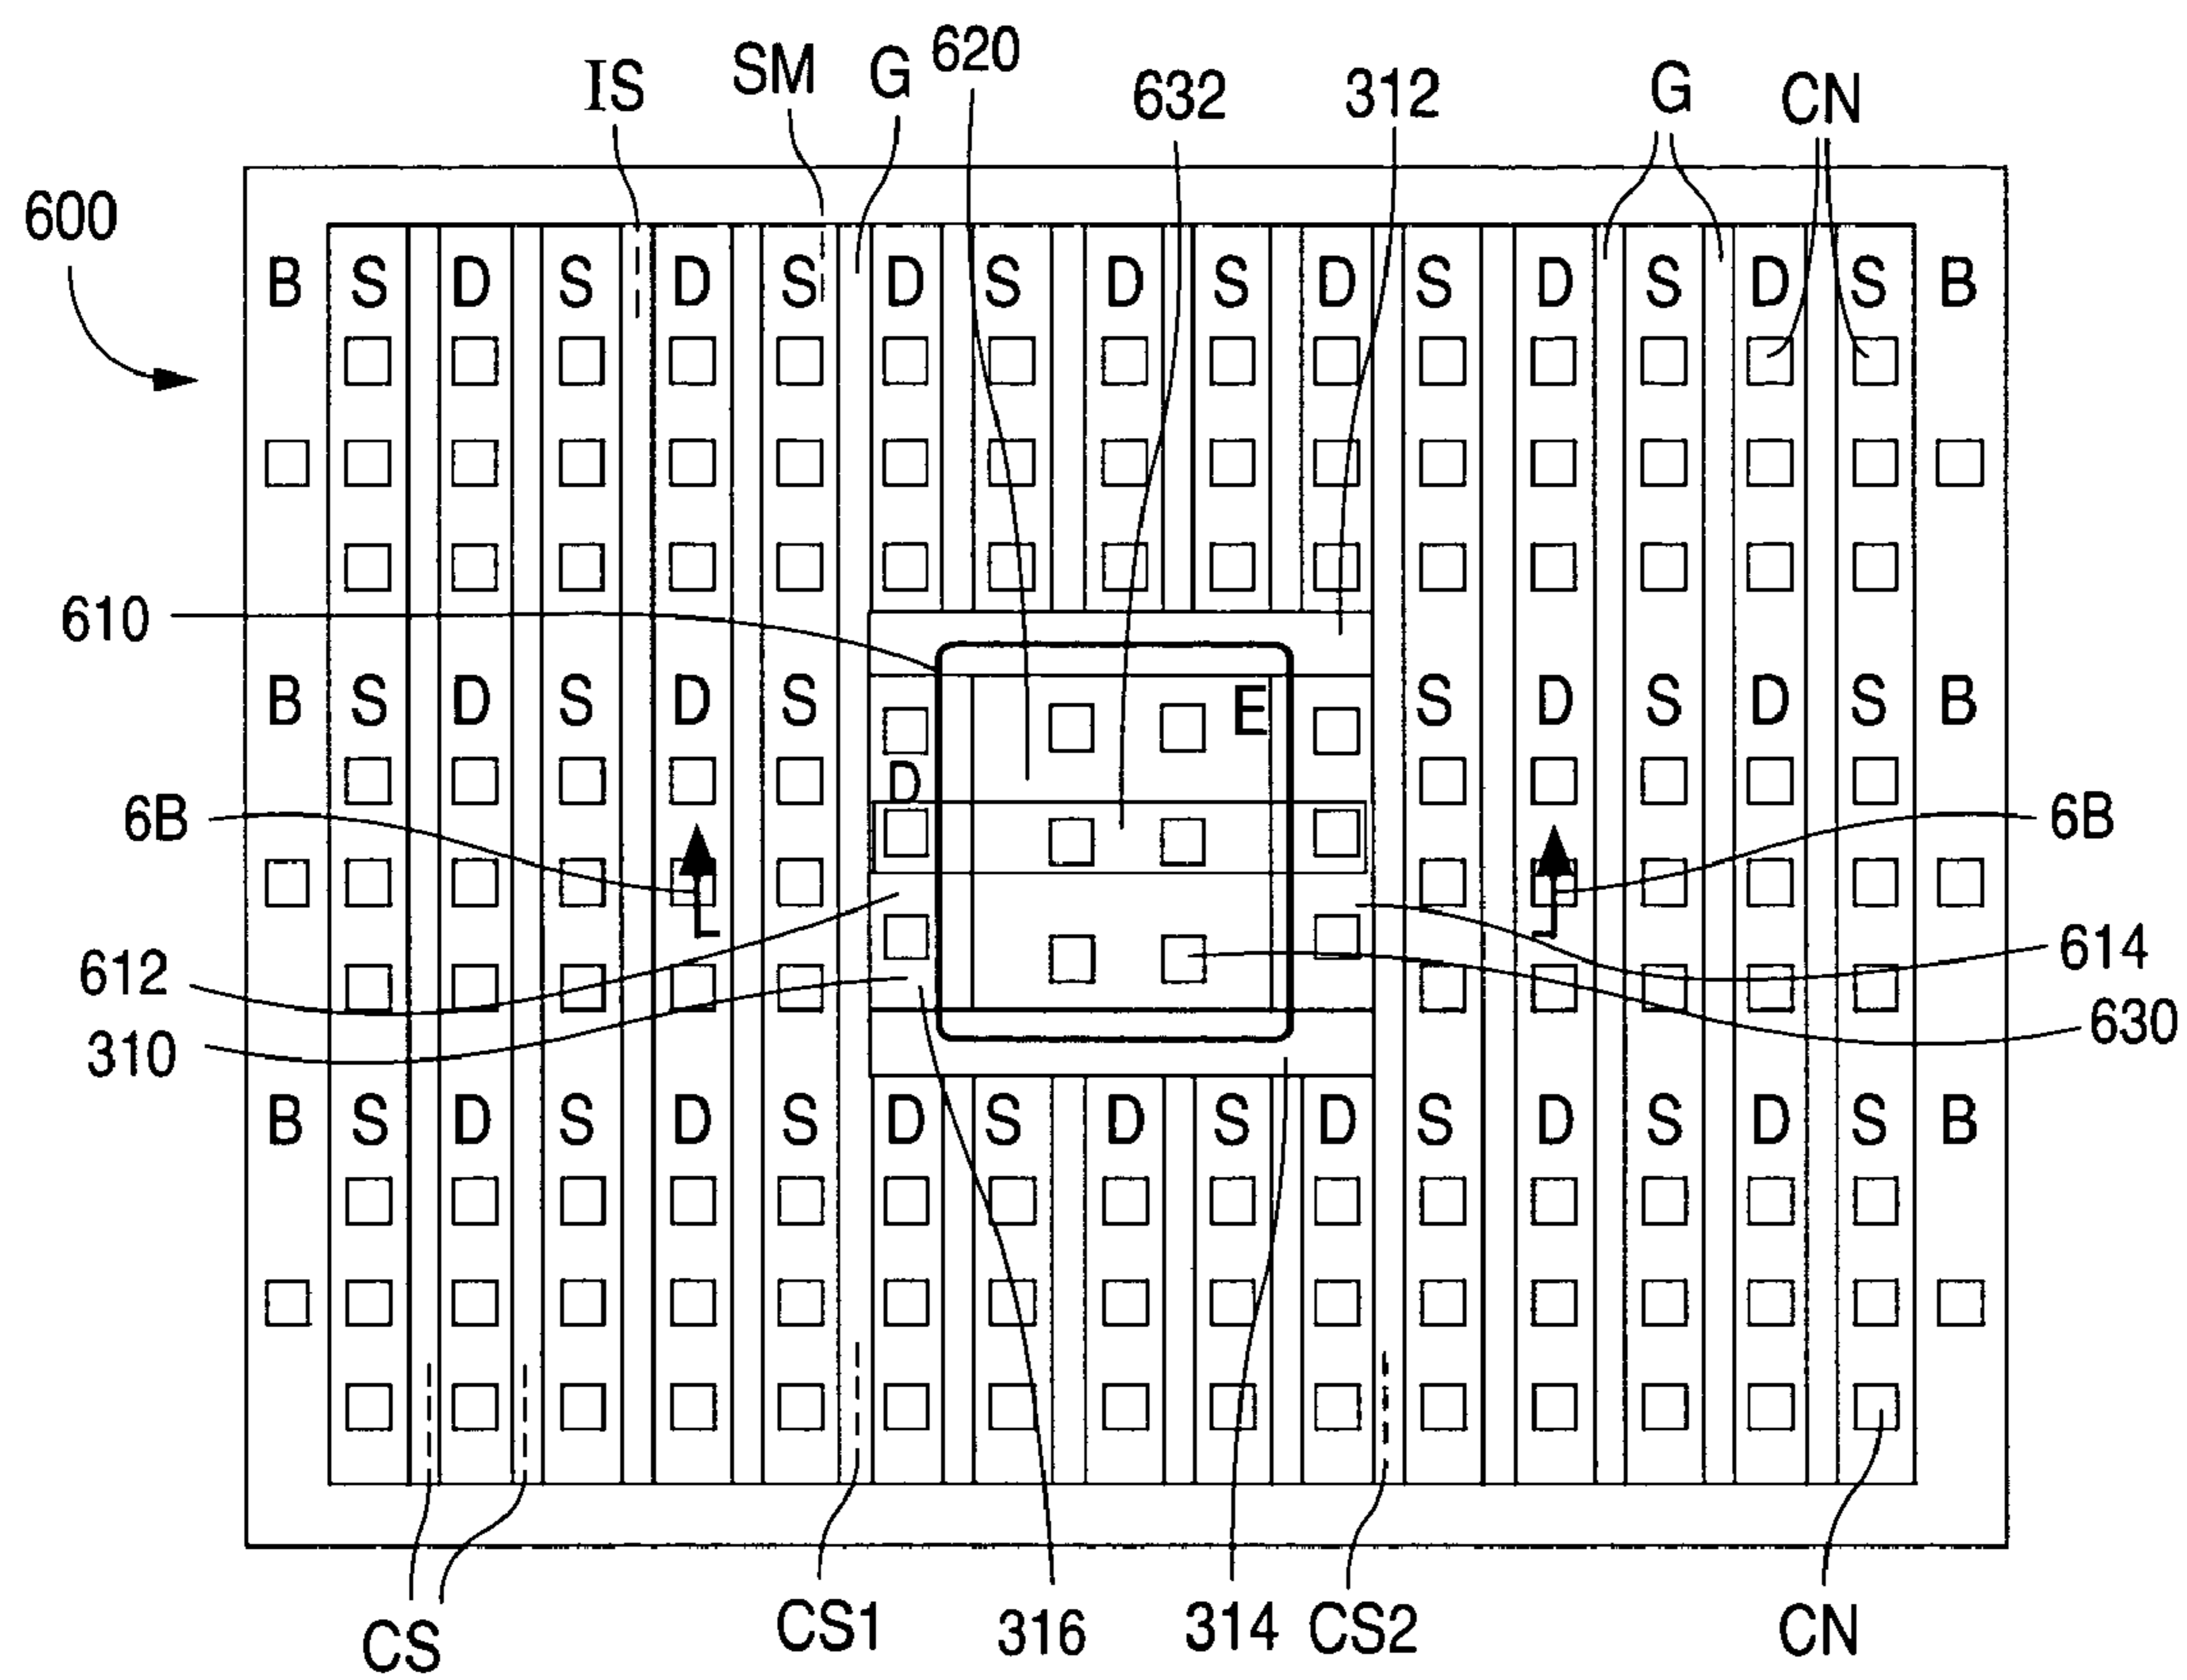 IS SM G 620 632 312 G CN
600
B S D S D S D S D S D S D S D S B
610
B S D S D S E S D S D S B
D
6B 6B
612 614
310 630
B S D S D S D S D S D S D S D S B
CS CS1 316 314 CS2 CN